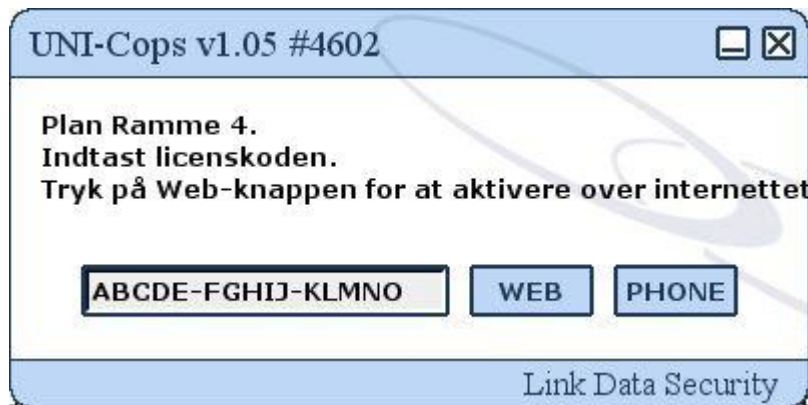 UNI-Cops v1.05 #4602
Plan Ramme 4.
Indtast licenskoden.
Tryk på Web-knappen for at aktivere over internettet
ABCDE-FGHIJ-KLMNO
WEB
PHONE
Link Data Security